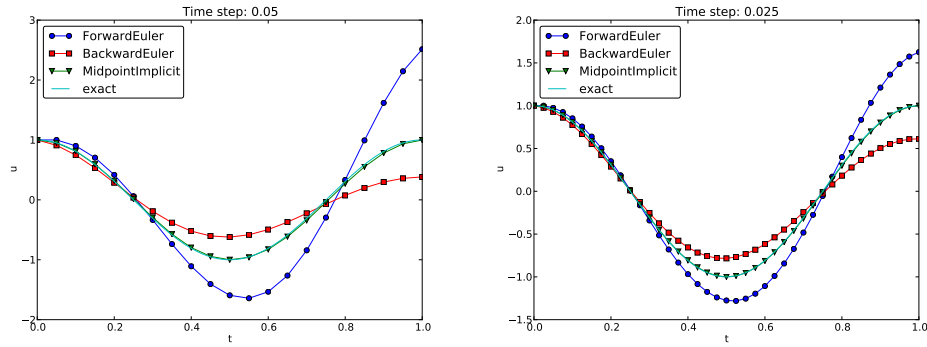 Time step: 0.05
3
2
1
0
−1
−2
u
0.0
0.2
0.4
0.6
0.8
1.0
t
ForwardEuler
BackwardEuler
MidpointImplicit
exact
Time step: 0.025
2.0
1.5
1.0
0.5
0.0
−0.5
−1.0
−1.5
u
0.0
0.2
0.4
0.6
0.8
1.0
t
ForwardEuler
BackwardEuler
MidpointImplicit
exact